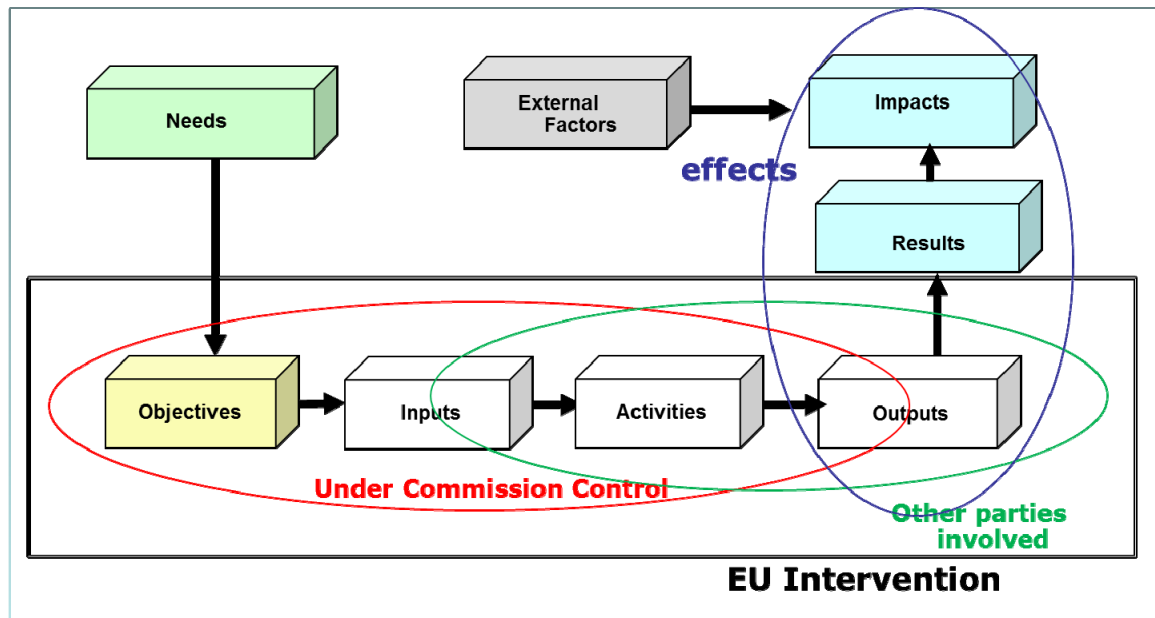 Needs
External
Factors
Impacts
effects
Results
Objectives
Inputs
Activities
Outputs
Under Commission Control
Other parties
involved
EU Intervention